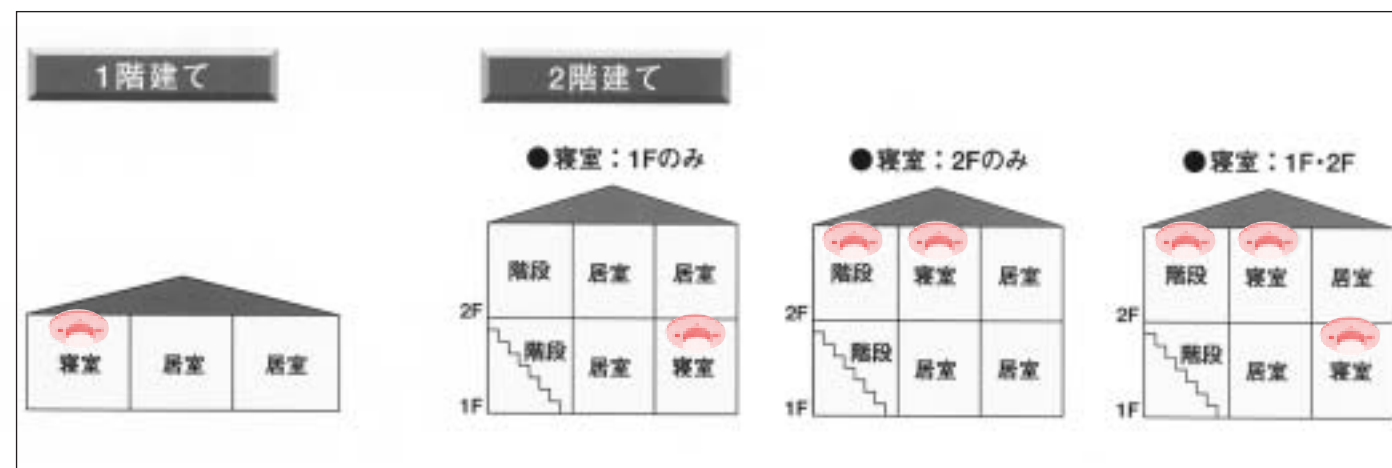 1階建て
2階建て
●寝室：1Fのみ
●寝室：2Fのみ
●寝室：1F・2F
寝室 居室 居室
階段 居室 居室
2F
階段 居室 寝室
1F
階段 寝室 居室
2F
階段 居室 居室
1F
階段 寝室 居室
2F
階段 居室 寝室
1F